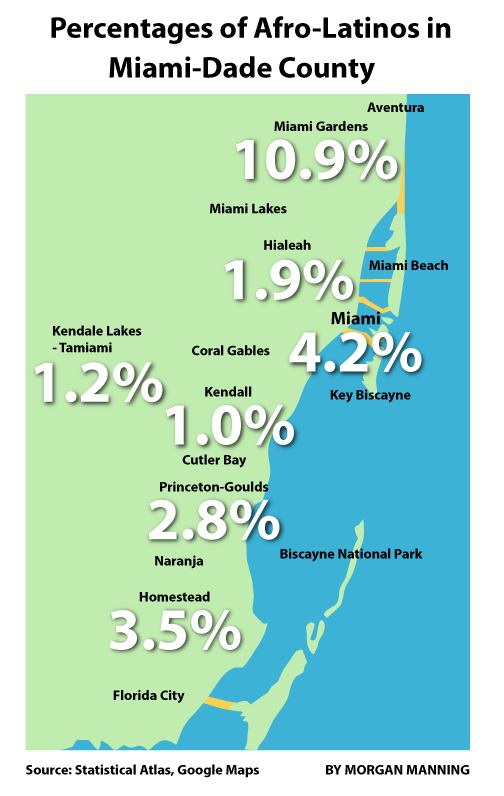 Percentages of Afro-Latinos in
Miami-Dade County
Aventura
Miami Gardens
10.9%
Miami Lakes
Hialeah
1.9%
Miami Beach
Miami
4.2%
Kendale Lakes
- Tamiami
1.2%
Coral Gables
Kendall
1.0%
Key Biscayne
Cutler Bay
Princeton-Goulds
2.8%
Biscayne National Park
Naranja
Homestead
3.5%
Florida City
Source: Statistical Atlas, Google Maps
BY MORGAN MANNING